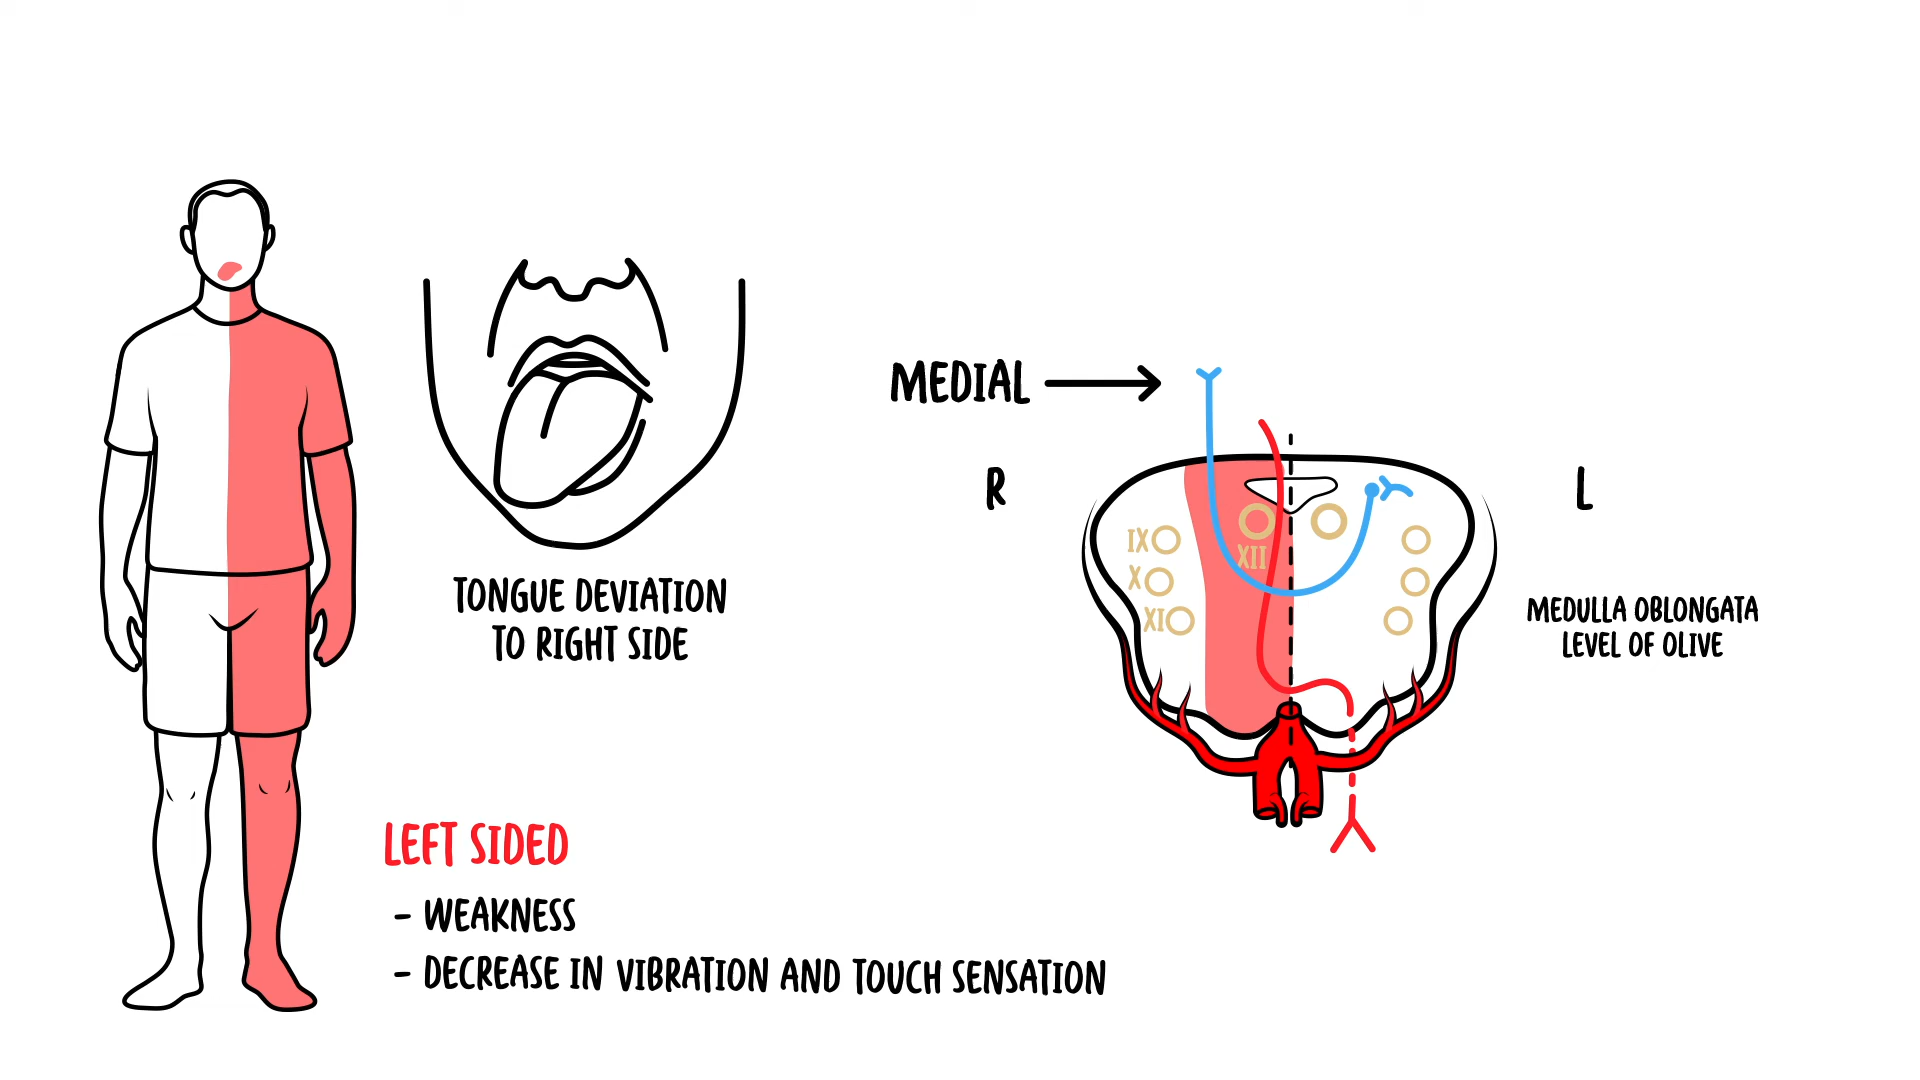 MEDIAL
R
L
IX
X
XI
XII
MEDULLA OBLONGATA
LEVEL OF OLIVE
TONGUE DEVIATION
TO RIGHT SIDE
LEFT SIDED
- WEAKNESS
- DECREASE IN VIBRATION AND TOUCH SENSATION